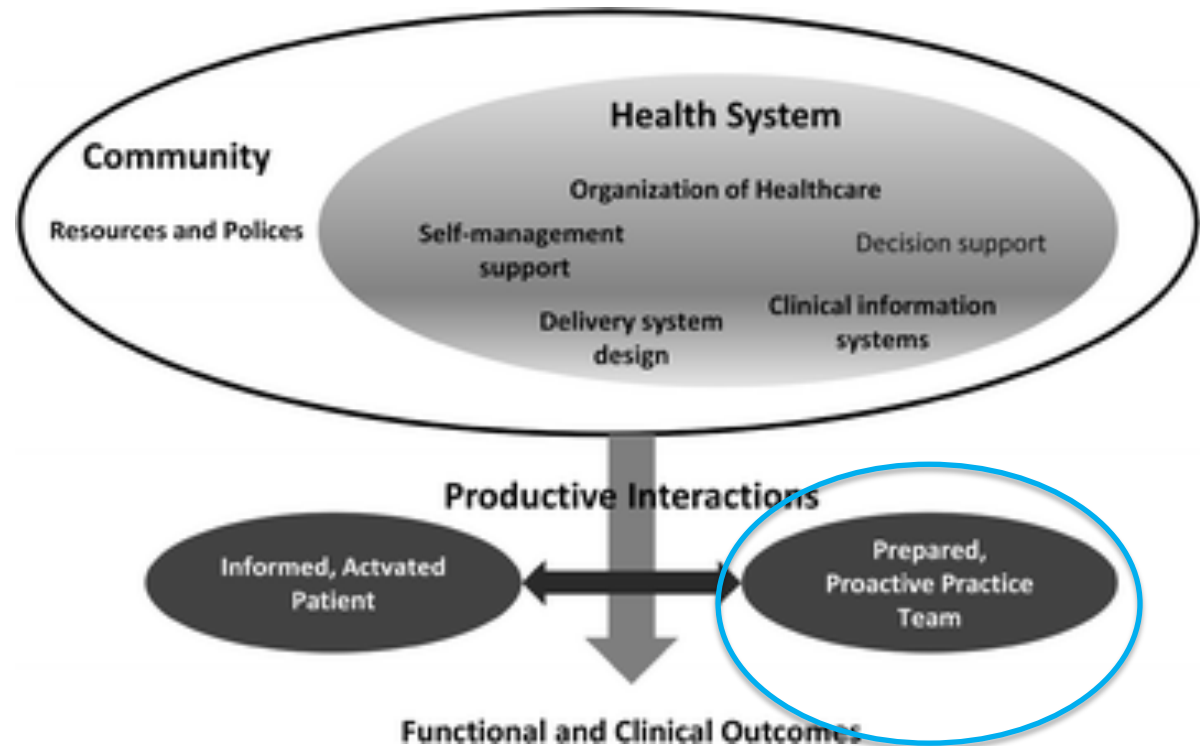 Health System
Community
Organization of Healthcare
Resources and Polices
Self-management
support
Decision support
Delivery system
design
Clinical information
systems
Productive Interactions
Informed, Actvated
Patient
Prepared,
Proactive Practice
Team
Functional and Clinical Outcomes